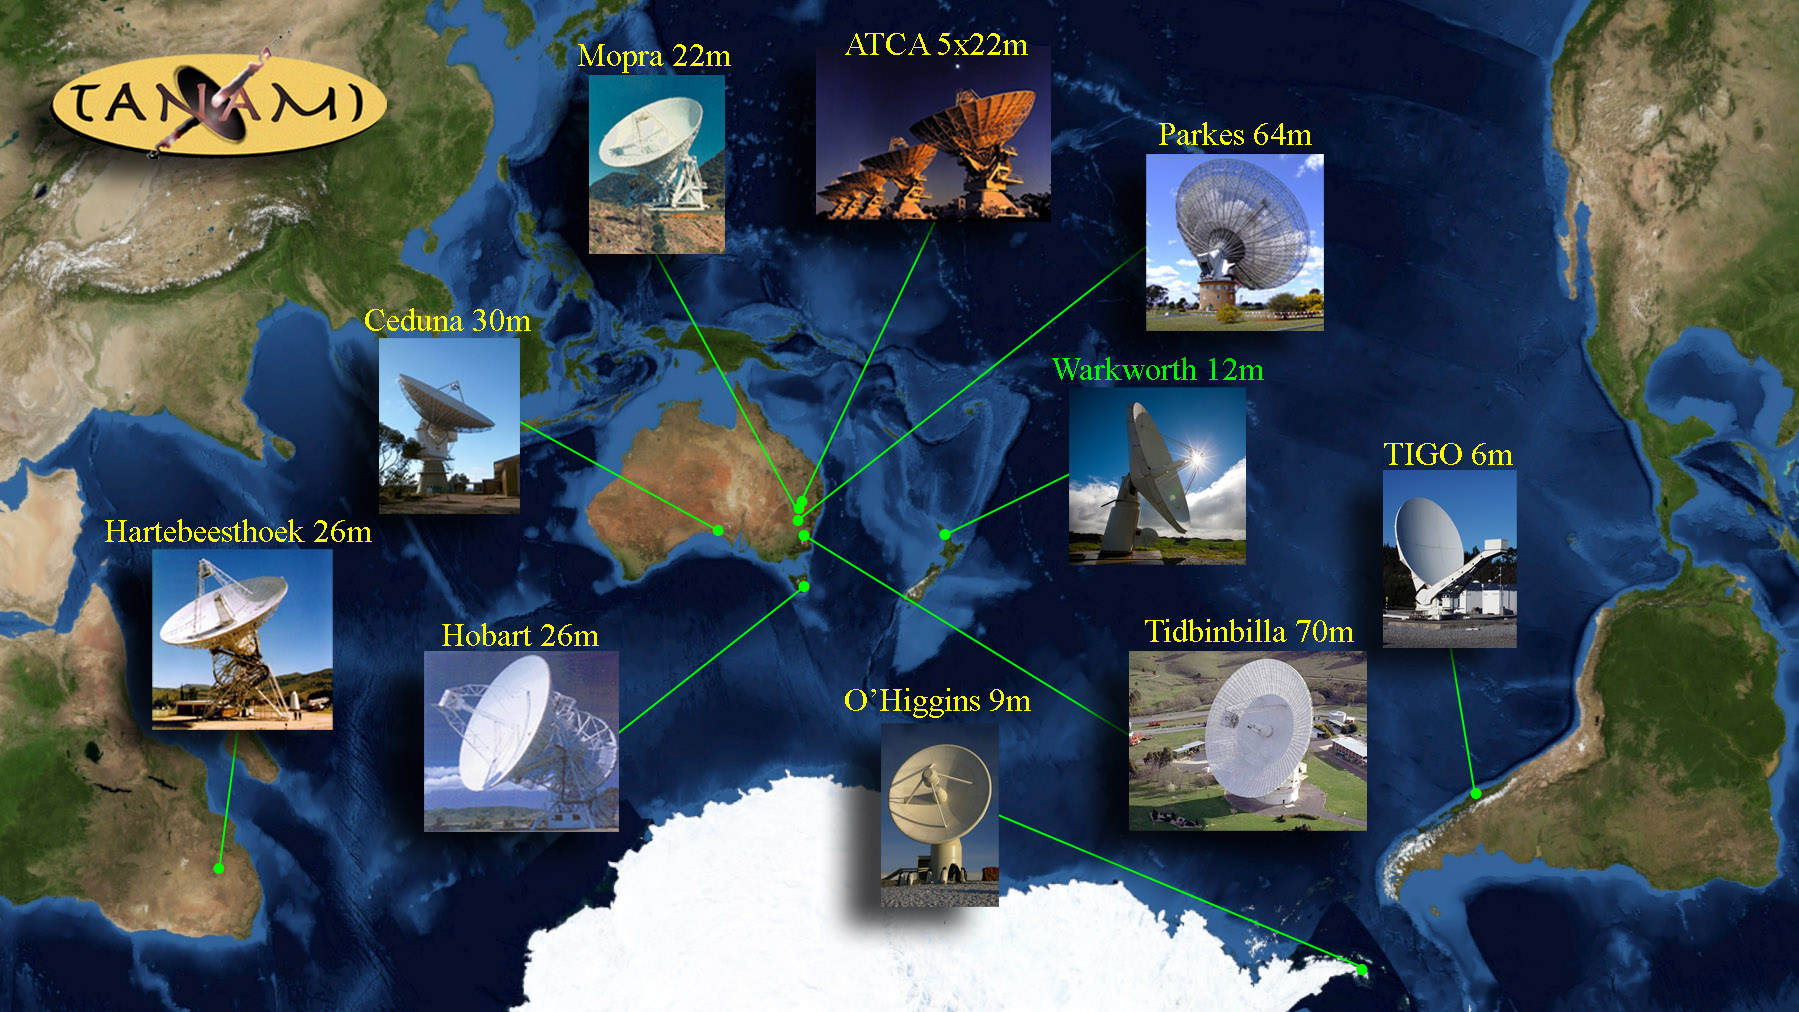 TANAMI
Mopra 22m
ATCA 5x22m
Parkes 64m
Ceduna 30m
Warkworth 12m
TIGO 6m
Hartebeesthoek 26m
Hobart 26m
Tidbinbilla 70m
O’Higgins 9m